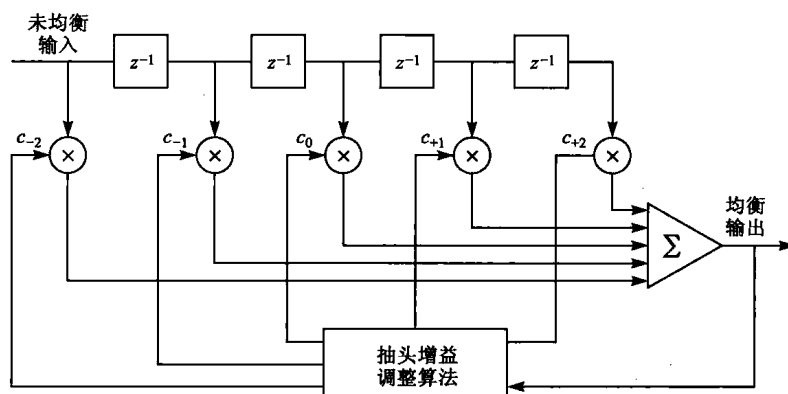 未均衡
输入
z⁻¹
z⁻¹
z⁻¹
z⁻¹
c₋₂
c₋₁
c₀
c₊₁
c₊₂
×
×
×
×
×
Σ
均衡
输出
抽头增益
调整算法